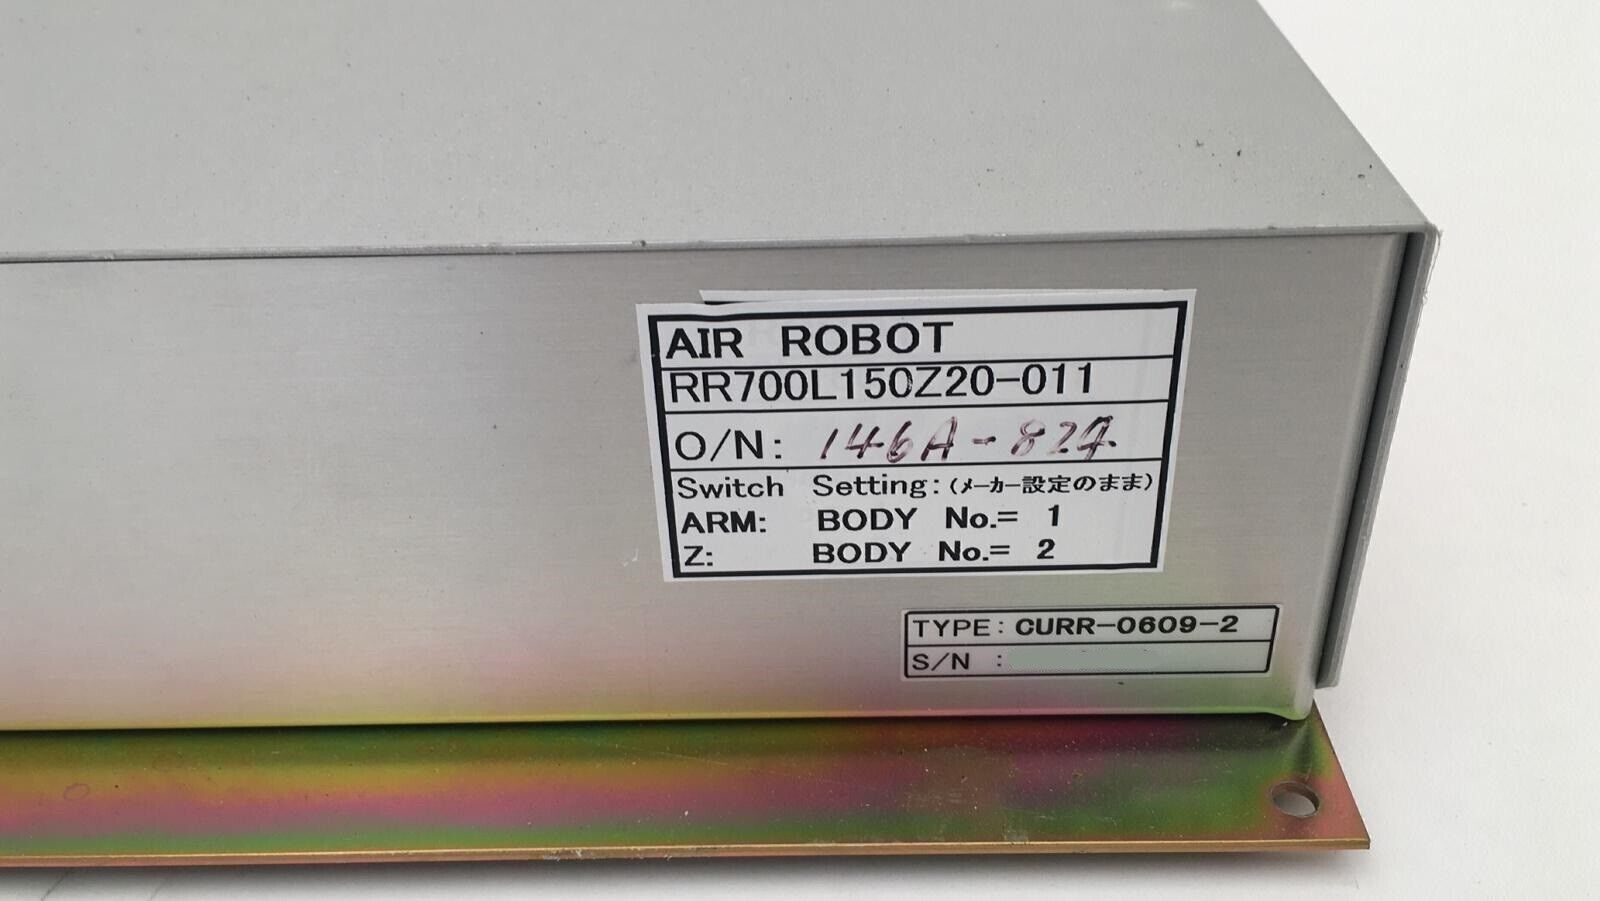 AIR ROBOT
RR700L150Z20-011
O/N: 146A-824
Switch Setting:(メーカー設定のまま)
ARM: BODY No.= 1
Z: BODY No.= 2
TYPE: CURR-0609-2
S/N :